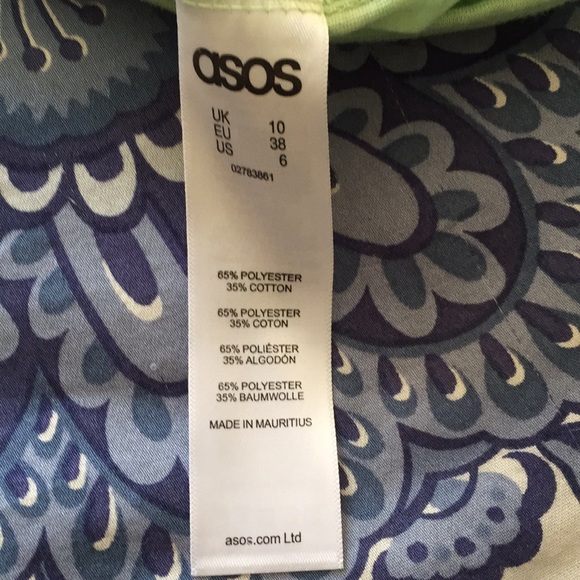 asos
UK 10
EU 38
US 6
02783861
65% POLYESTER
35% COTTON
65% POLYESTER
35% COTON
65% POLIÉSTER
35% ALGODÓN
65% POLYESTER
35% BAUMWOLLE
MADE IN MAURITIUS
asos.com Ltd